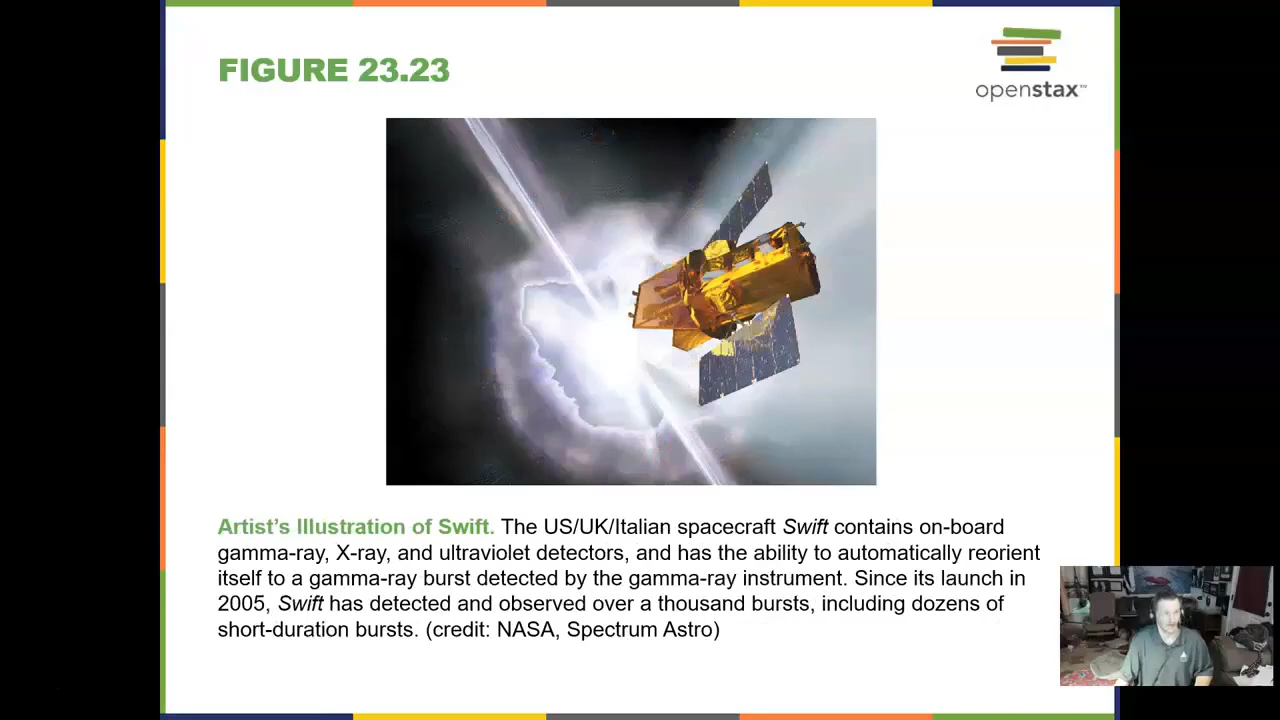 FIGURE 23.23
openstax™
Artist's Illustration of Swift. The US/UK/Italian spacecraft Swift contains on-board
gamma-ray, X-ray, and ultraviolet detectors, and has the ability to automatically reorient
itself to a gamma-ray burst detected by the gamma-ray instrument. Since its launch in
2005, Swift has detected and observed over a thousand bursts, including dozens of
short-duration bursts. (credit: NASA, Spectrum Astro)